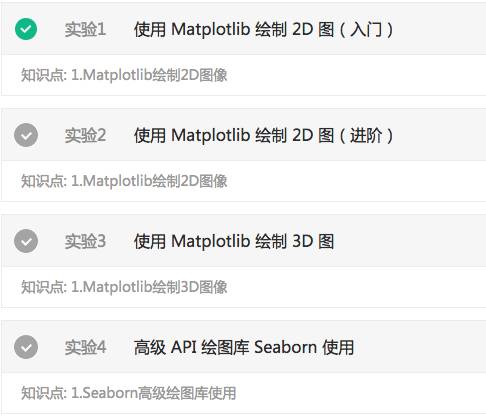 实验1 使用 Matplotlib 绘制 2D 图 ( 入门 )
知识点: 1.Matplotlib绘制2D图像
实验2 使用 Matplotlib 绘制 2D 图 ( 进阶 )
知识点: 1.Matplotlib绘制2D图像
实验3 使用 Matplotlib 绘制 3D 图
知识点: 1.Matplotlib绘制3D图像
实验4 高级 API 绘图库 Seaborn 使用
知识点: 1.Seaborn高级绘图库使用